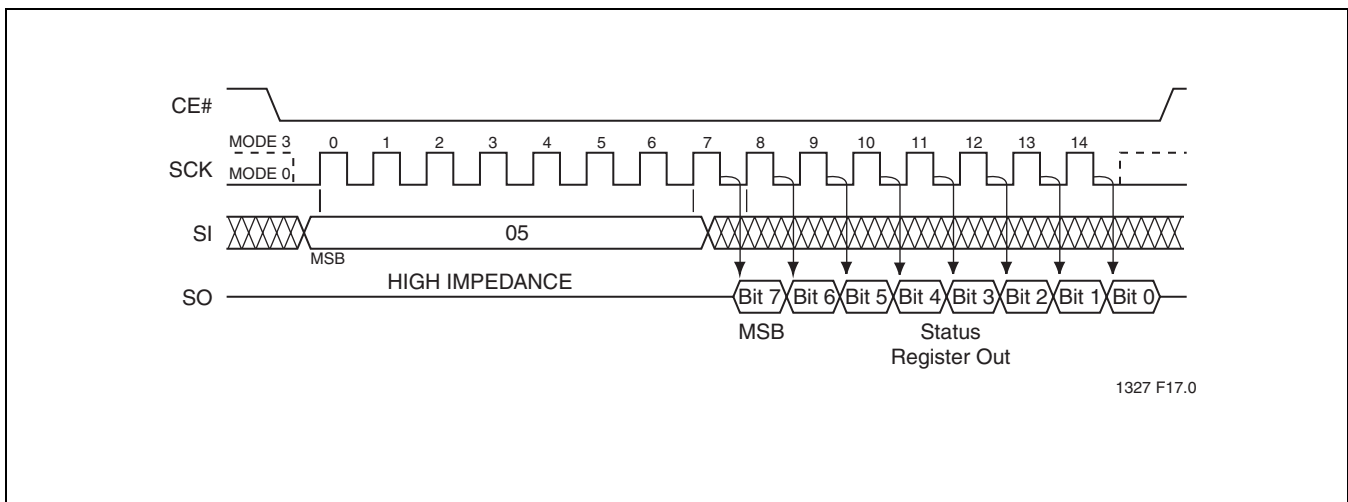 CE#
MODE 3 0 1 2 3 4 5 6 7 8 9 10 11 12 13 14
SCK
MODE 0
SI 05
MSB
HIGH IMPEDANCE
SO Bit 7 Bit 6 Bit 5 Bit 4 Bit 3 Bit 2 Bit 1 Bit 0
MSB Status
Register Out
1327 F17.0